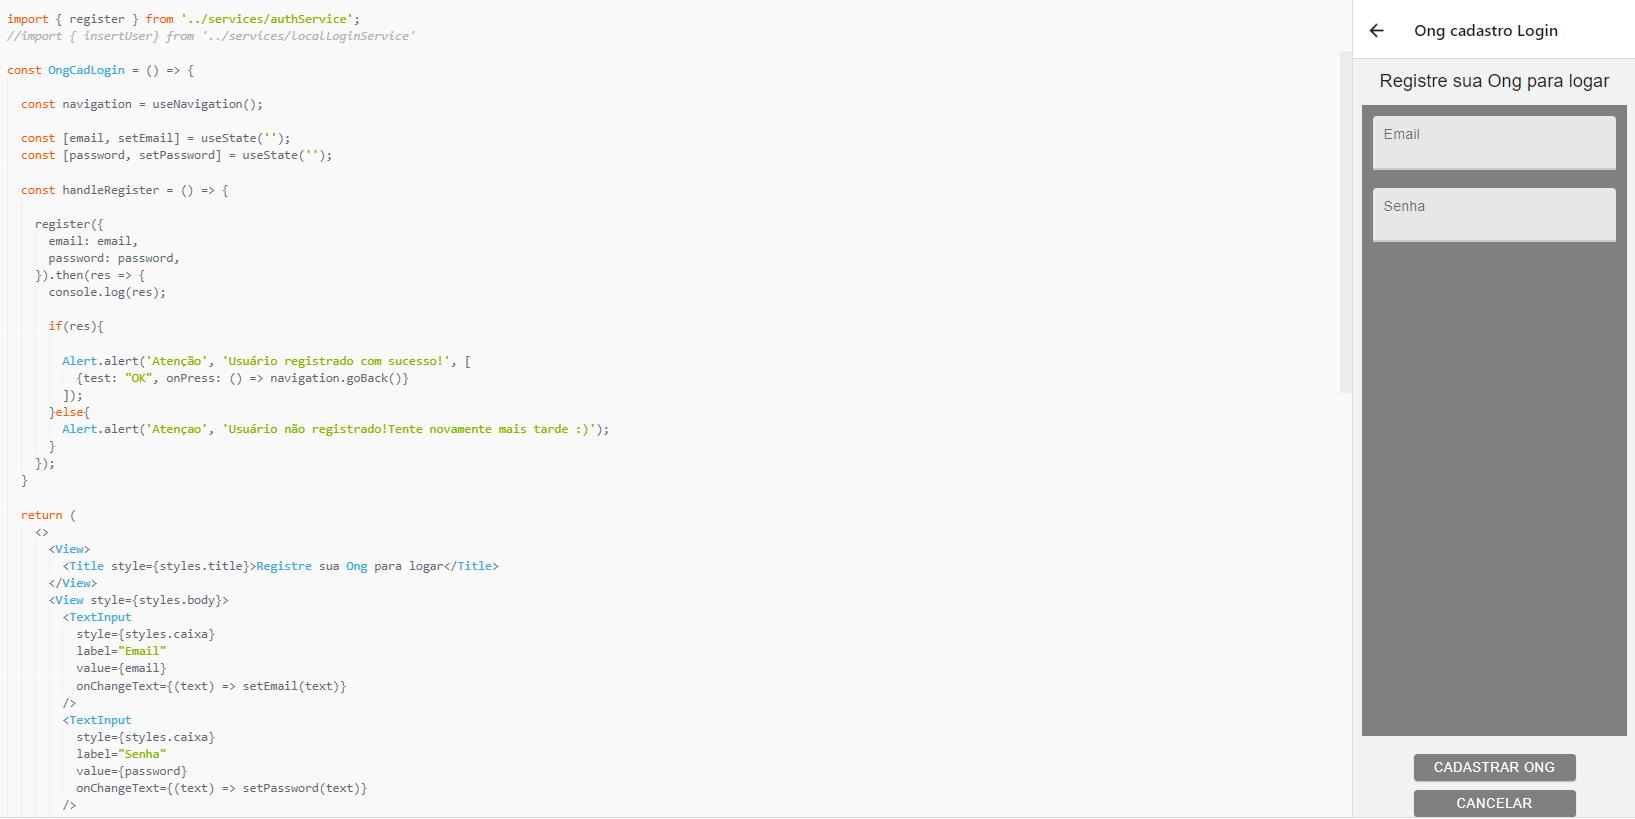 import { register } from '../services/authService';
//import { insertUser} from '../services/localLoginService'
const OngCadLogin = () => {
const navigation = useNavigation();
const [email, setEmail] = useState('');
const [password, setPassword] = useState('');
const handleRegister = () => {
register({
email: email,
password: password,
}).then(res => {
console.log(res);
if(res){
Alert.alert('Atenção', 'Usuário registrado com sucesso!', [
{test: "OK", onPress: () => navigation.goBack()}
]);
}else{
Alert.alert('Atençao', 'Usuário não registrado!Tente novamente mais tarde :)');
}
});
}
return (
<>
<View>
<Title style={styles.title}>Registre sua Ong para logar</Title>
</View>
<View style={styles.body}>
<TextInput
style={styles.caixa}
label="Email"
value={email}
onChangeText={(text) => setEmail(text)}
/>
<TextInput
style={styles.caixa}
label="Senha"
value={password}
onChangeText={(text) => setPassword(text)}
/>
Ong cadastro Login
Registre sua Ong para logar
Email
Senha
CADASTRAR ONG
CANCELAR